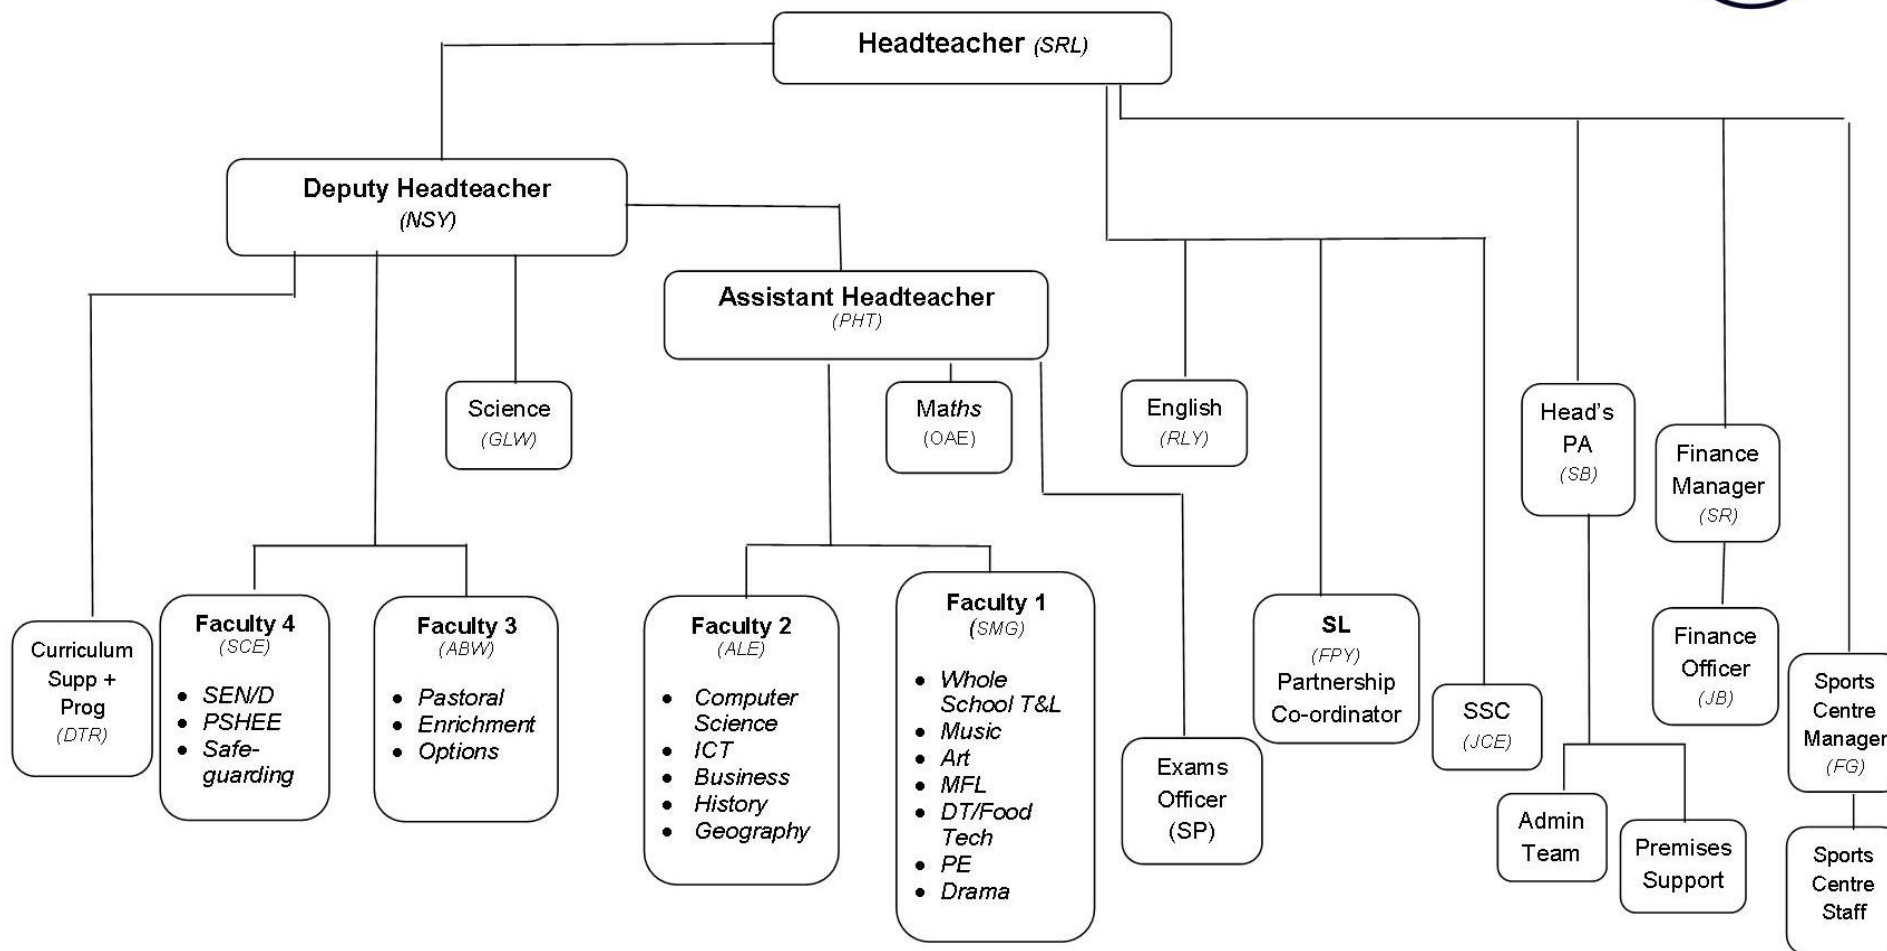 Headteacher (SRL)
Deputy Headteacher
(NSY)
Assistant Headteacher
(PHT)
Science
(GLW)
Maths
(OAE)
English
(RLY)
Head's
PA
(SB)
Finance
Manager
(SR)
Curriculum
Supp +
Prog
(DTR)
Faculty 4
(SCE)
• SEN/D
• PSHEE
• Safe-
guarding
Faculty 3
(ABW)
• Pastoral
• Enrichment
• Options
Faculty 2
(ALE)
• Computer
Science
• ICT
• Business
• History
• Geography
Faculty 1
(SMG)
• Whole
School T&L
• Music
• Art
• MFL
• DT/Food
Tech
• PE
• Drama
Exams
Officer
(SP)
SL
(FPY)
Partnership
Co-ordinator
SSC
(JCE)
Finance
Officer
(JB)
Sports
Centre
Manager
(FG)
Admin
Team
Premises
Support
Sports
Centre
Staff